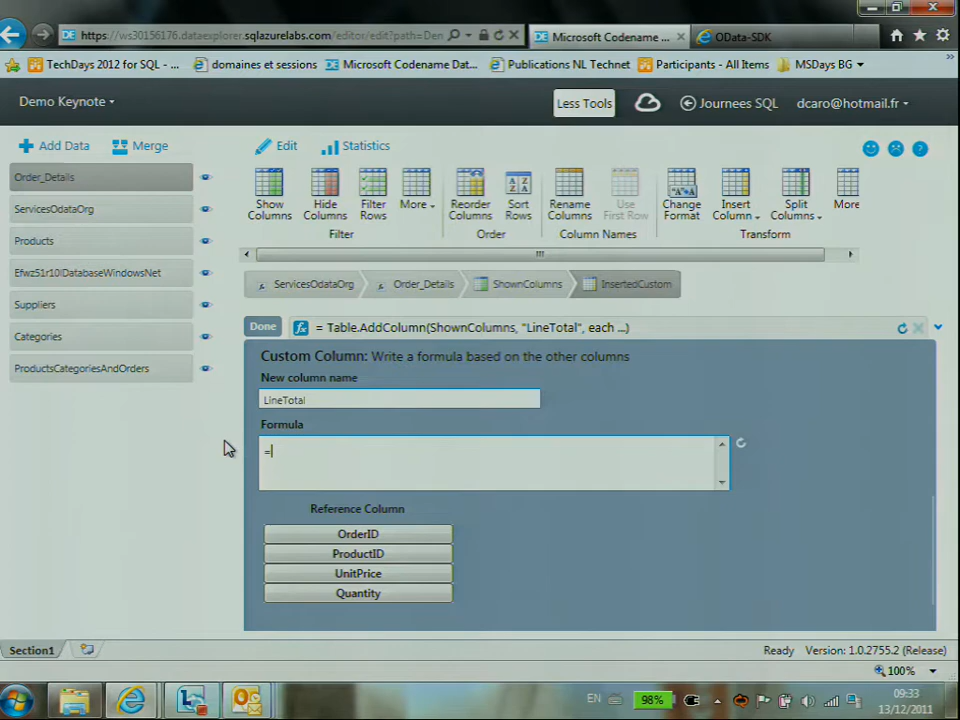 https://ws30156176.dataexplorer.sqlazurelabs.com/editor/edit?path=Den
Microsoft Codename ...
OData-SDK
TechDays 2012 for SQL - ...
domaines et sessions
Microsoft Codename Dat...
Publications NL Technet
Participants - All Items
MSDays BG
Demo Keynote
Less Tools
Journees SQL
dcaro@hotmail.fr
Add Data
Merge
Edit
Statistics
Order_Details
ServicesOdataOrg
Products
Efwz51r10lDatabaseWindowsNet
Suppliers
Categories
ProductsCategoriesAndOrders
Show Columns
Hide Columns
Filter Rows
More
Reorder Columns
Sort Rows
Rename Columns
Use First Row
Change Format
Insert Column
Split Columns
More
Filter
Order
Column Names
Transform
ServicesOdataOrg
Order_Details
ShownColumns
InsertedCustom
Done
= Table.AddColumn(ShownColumns, "LineTotal", each ...)
Custom Column: Write a formula based on the other columns
New column name
LineTotal
Formula
=
Reference Column
OrderID
ProductID
UnitPrice
Quantity
Section1
Ready Version: 1.0.2755.2 (Release)
100%
EN
98%
09:33
13/12/2011